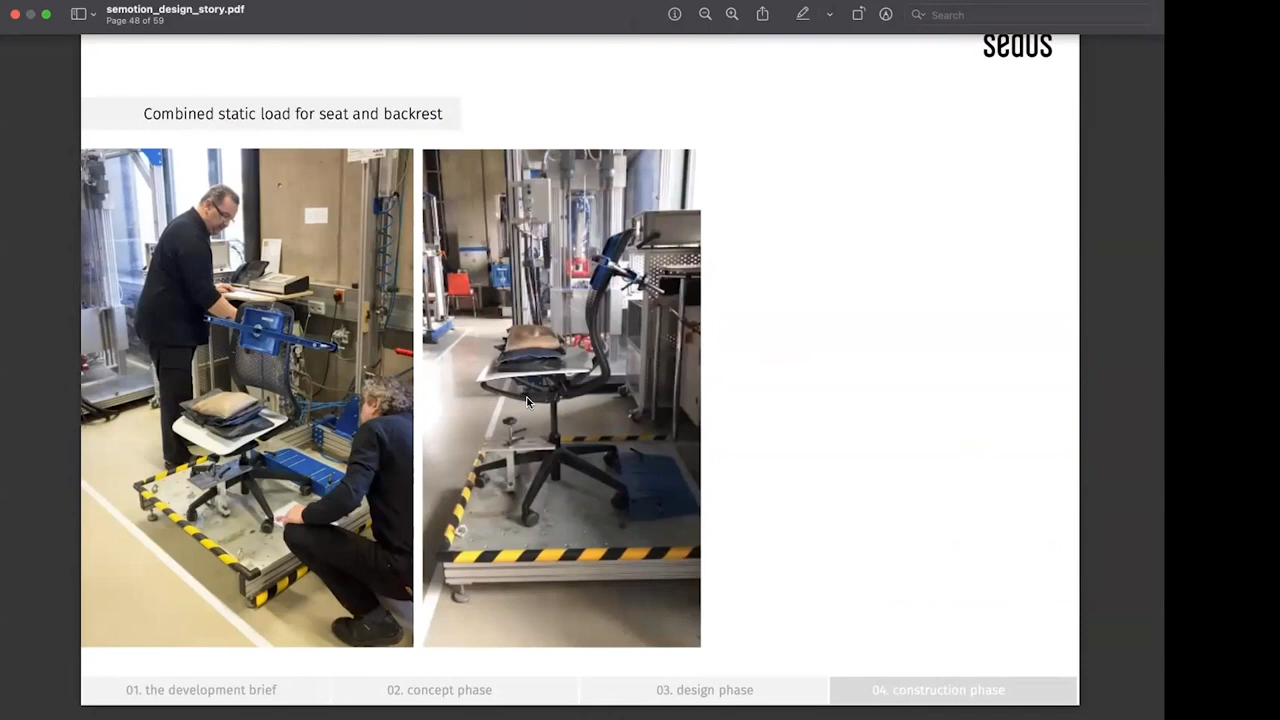 semotion_design_story.pdf
Page 48 of 59
Search
sedus
Combined static load for seat and backrest
01. the development brief
02. concept phase
03. design phase
04. construction phase